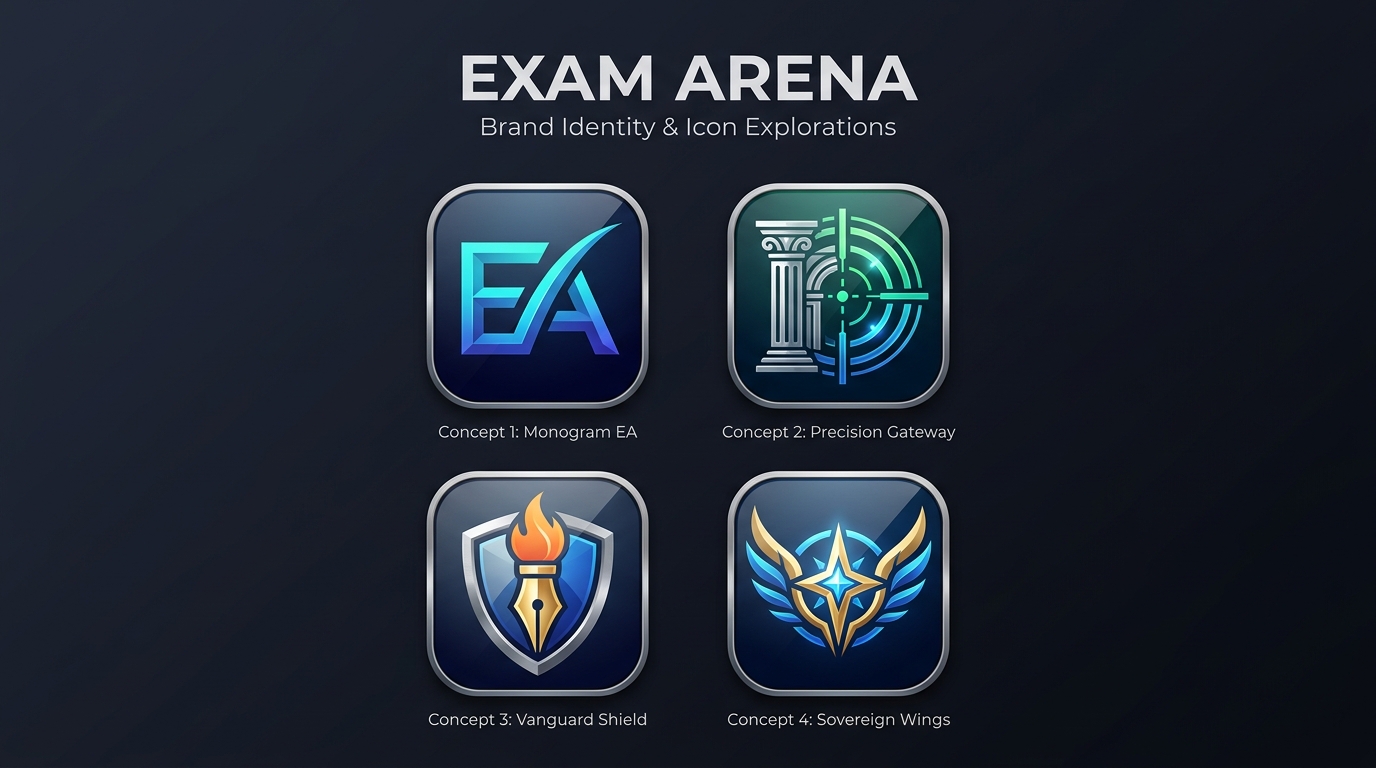 EXAM ARENA
Brand Identity & Icon Explorations
EA
Concept 1: Monogram EA
Concept 2: Precision Gateway
Concept 3: Vanguard Shield
Concept 4: Sovereign Wings